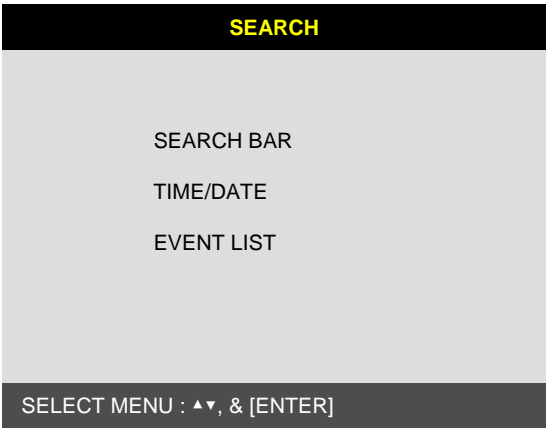 SEARCH
SEARCH BAR
TIME/DATE
EVENT LIST
SELECT MENU : ▲▼, & [ENTER]